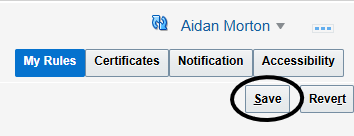 Aidan Morton
My Rules Certificates Notification Accessibility
Save Revert